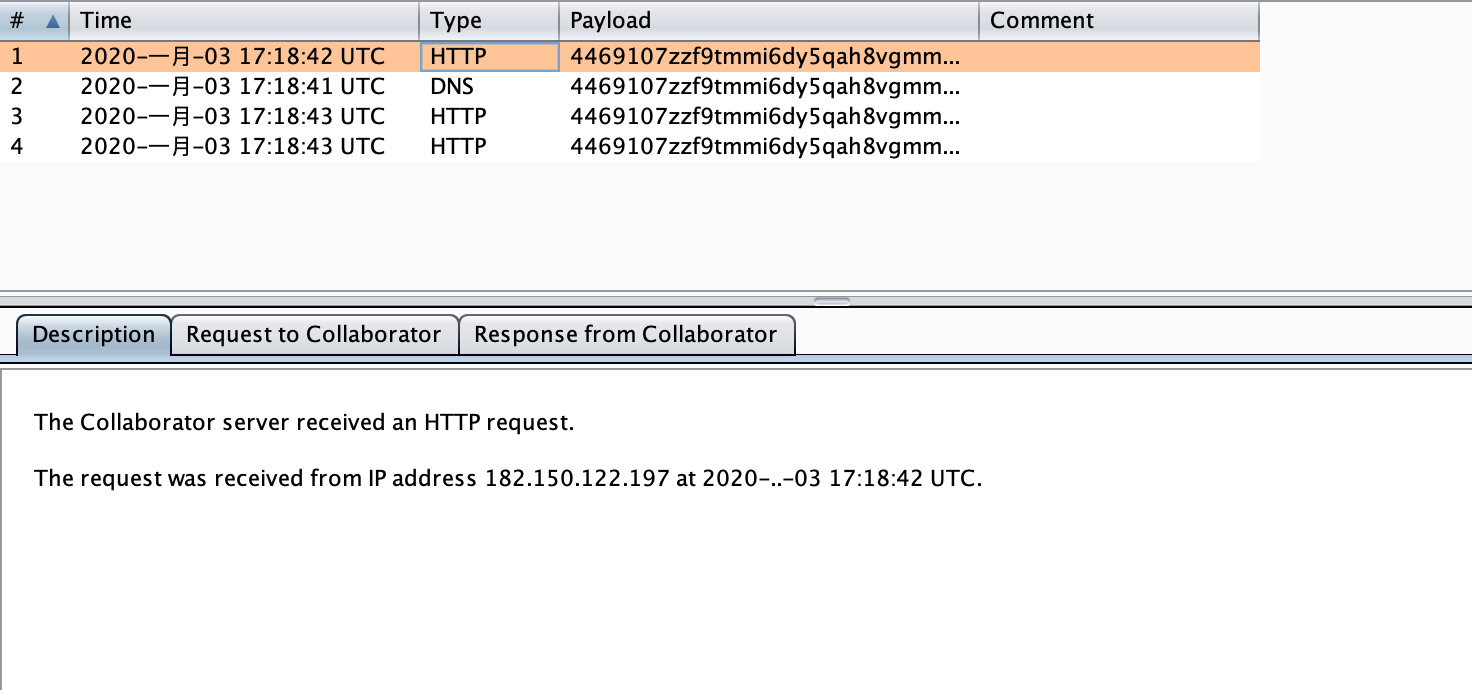 # Time Type Payload Comment
1 2020-一月-03 17:18:42 UTC HTTP 4469107zzf9tmmi6dy5qah8vgmm...
2 2020-一月-03 17:18:41 UTC DNS 4469107zzf9tmmi6dy5qah8vgmm...
3 2020-一月-03 17:18:43 UTC HTTP 4469107zzf9tmmi6dy5qah8vgmm...
4 2020-一月-03 17:18:43 UTC HTTP 4469107zzf9tmmi6dy5qah8vgmm...
Description Request to Collaborator Response from Collaborator
The Collaborator server received an HTTP request.
The request was received from IP address 182.150.122.197 at 2020-..-03 17:18:42 UTC.